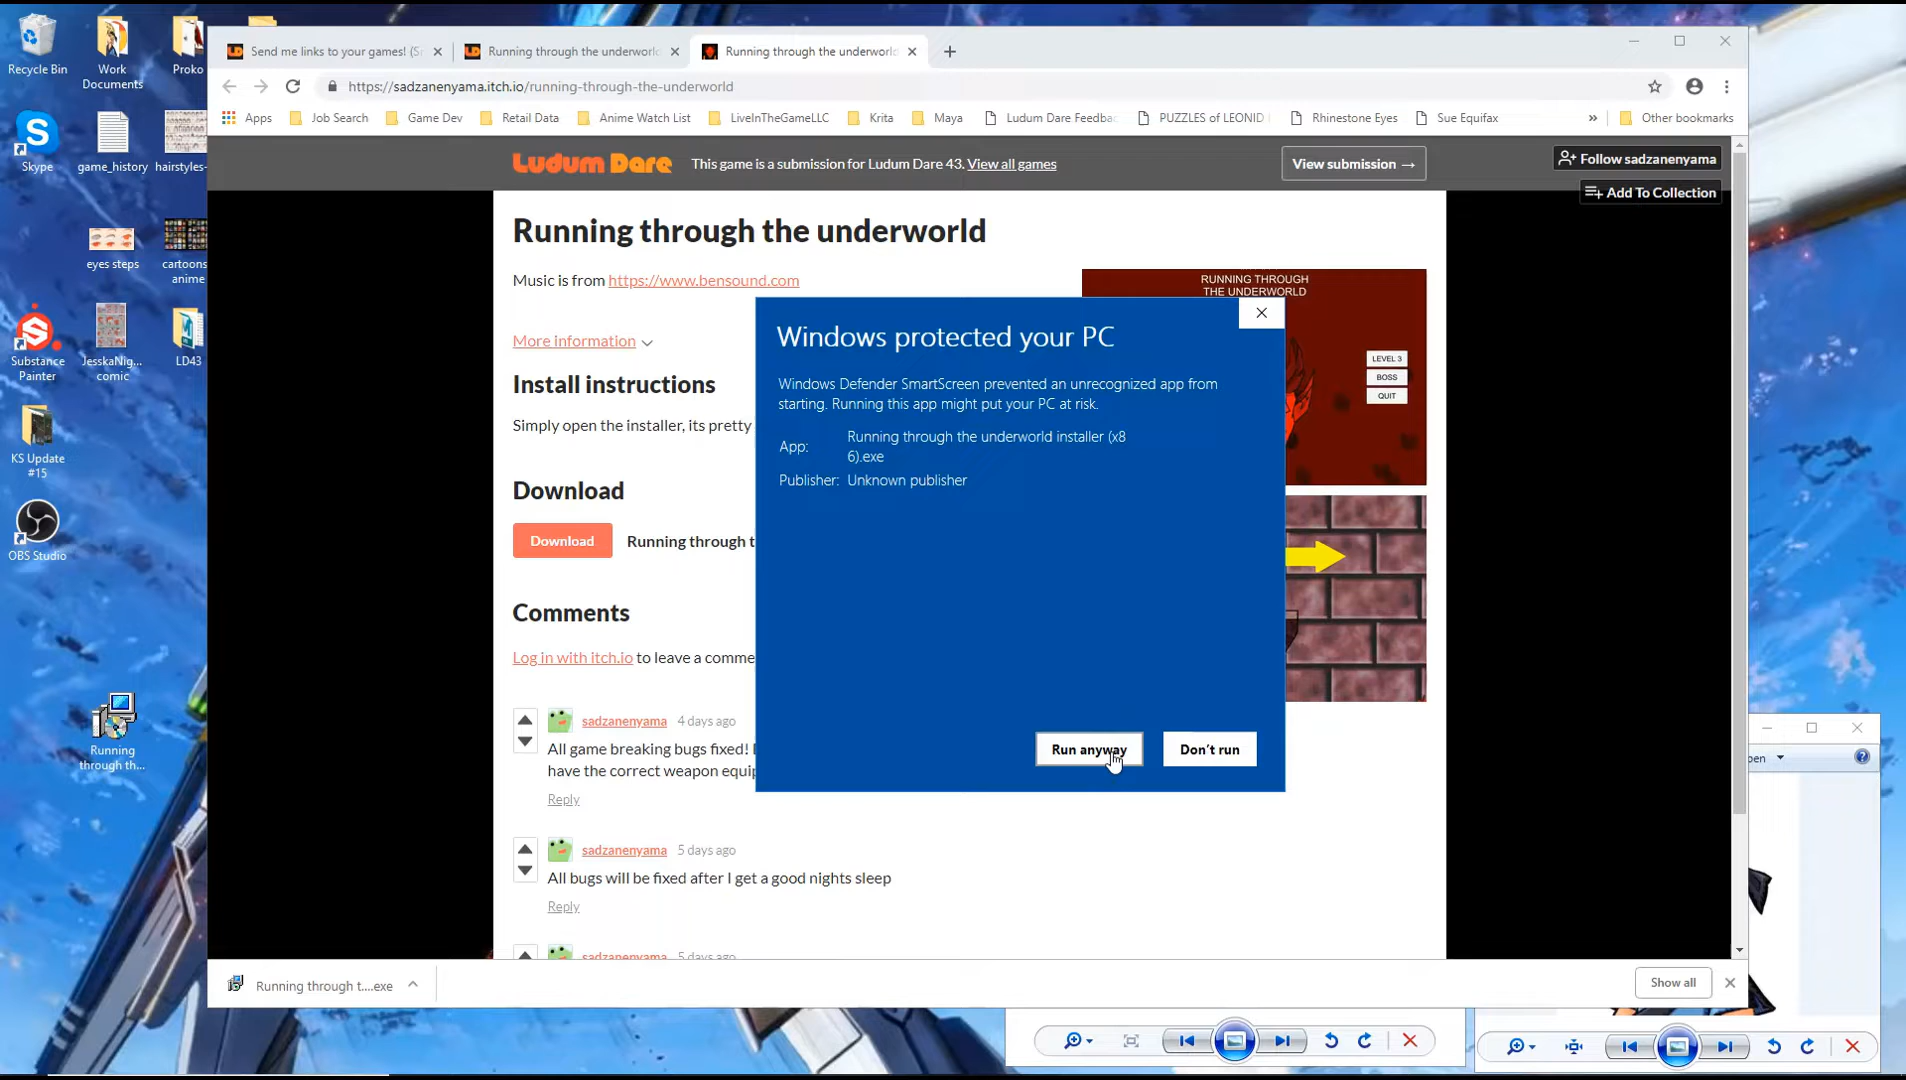 Recycle Bin
Work
Documents
Proko
Skype
game_history
hairstyles-
eyes steps
cartoons
anime
Substance
Painter
JesskaNig...
comic
LD43
KS Update
#15
OBS Studio
Running
through th...
Send me links to your games! (S
Running through the underworld
Running through the underworld
https://sadzanenyama.itch.io/running-through-the-underworld
Apps
Job Search
Game Dev
Retail Data
Anime Watch List
LiveInTheGameLLC
Krita
Maya
Ludum Dare Feedbac
PUZZLES of LEONID
Rhinestone Eyes
Sue Equifax
»
Other bookmarks
Ludum Dare
This game is a submission for Ludum Dare 43. View all games
View submission →
Follow sadzanenyama
Add To Collection
Running through the underworld
Music is from https://www.bensound.com
More information
Install instructions
Simply open the installer, its pretty
Download
Download
Running through t
Comments
Log in with itch.io to leave a comme
sadzanenyama 4 days ago
All game breaking bugs fixed!
have the correct weapon equip
Reply
sadzanenyama 5 days ago
All bugs will be fixed after I get a good nights sleep
Reply
sadzanenyama 5 days ago
RUNNING THROUGH
THE UNDERWORLD
LEVEL 3
BOSS
QUIT
Windows protected your PC
Windows Defender SmartScreen prevented an unrecognized app from
starting. Running this app might put your PC at risk.
App: Running through the underworld installer (x8
6).exe
Publisher: Unknown publisher
Run anyway
Don't run
pen
Running through t....exe
Show all